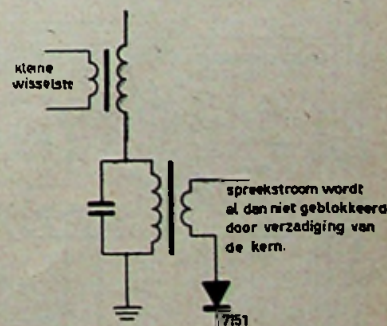 kleine
wisselstr
spreekstroom wordt
al dan niet geblokkeerd
door verzadiging van
de kern.
7151